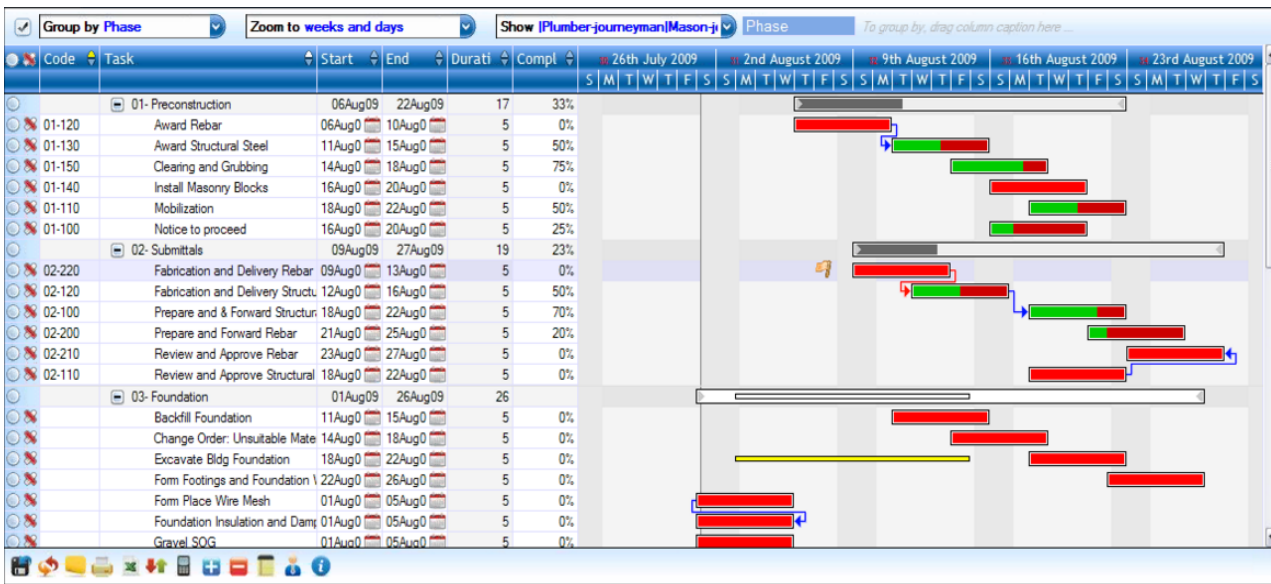 Group by Phase Zoom to weeks and days Show |Plumber-journeyman|Mason-j Phase To group by, drag column caption here ...
Code Task Start End Durati Compl 26th July 2009 2nd August 2009 9th August 2009 16th August 2009 23rd August 2009
S M T W T F S S M T W T F S S M T W T F S S M T W T F S S M T W T F S
01- Preconstruction 06Aug09 22Aug09 17 33%
01-120 Award Rebar 06Aug0 10Aug0 5 0%
01-130 Award Structural Steel 11Aug0 15Aug0 5 50%
01-150 Clearing and Grubbing 14Aug0 18Aug0 5 75%
01-140 Install Masonry Blocks 16Aug0 20Aug0 5 0%
01-110 Mobilization 18Aug0 22Aug0 5 50%
01-100 Notice to proceed 16Aug0 20Aug0 5 25%
02- Submittals 09Aug09 27Aug09 19 23%
02-220 Fabrication and Delivery Rebar 09Aug0 13Aug0 5 0%
02-120 Fabrication and Delivery Structu 12Aug0 16Aug0 5 50%
02-100 Prepare and & Forward Structur 18Aug0 22Aug0 5 70%
02-200 Prepare and Forward Rebar 21Aug0 25Aug0 5 20%
02-210 Review and Approve Rebar 23Aug0 27Aug0 5 0%
02-110 Review and Approve Structural 18Aug0 22Aug0 5 0%
03- Foundation 01Aug09 26Aug09 26
Backfill Foundation 11Aug0 15Aug0 5 0%
Change Order: Unsuitable Mate 14Aug0 18Aug0 5 0%
Excavate Bldg Foundation 18Aug0 22Aug0 5 0%
Form Footings and Foundation 22Aug0 26Aug0 5 0%
Form Place Wire Mesh 01Aug0 05Aug0 5 0%
Foundation Insulation and Damp 01Aug0 05Aug0 5 0%
Gravel SOG 01Aug0 05Aug0 5 0%